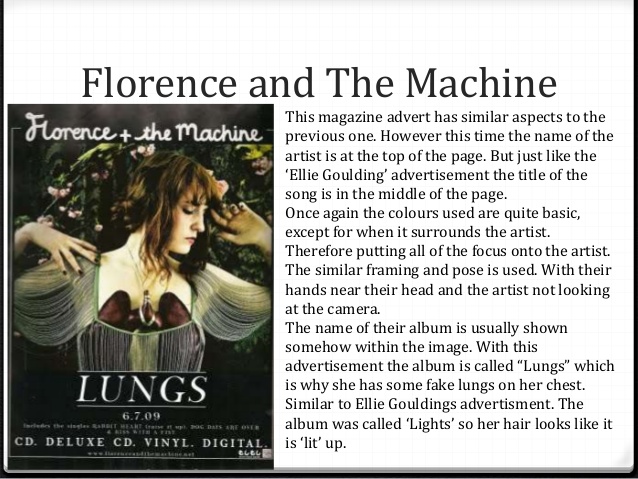 Florence and The Machine
Florence + the Machine
LUNGS
6.7.09
Includes the singles RABBIT HEART (raise it up), DOG DAYS ARE OVER
& KISS WITH A FIST
CD. DELUXE CD. VINYL. DIGITAL.
www.florenceandthemachine.net
This magazine advert has similar aspects to the
previous one. However this time the name of the
artist is at the top of the page. But just like the
‘Ellie Goulding’ advertisement the title of the
song is in the middle of the page.
Once again the colours used are quite basic,
except for when it surrounds the artist.
Therefore putting all of the focus onto the artist.
The similar framing and pose is used. With their
hands near their head and the artist not looking
at the camera.
The name of their album is usually shown
somehow within the image. With this
advertisement the album is called “Lungs” which
is why she has some fake lungs on her chest.
Similar to Ellie Gouldings advertisment. The
album was called ‘Lights’ so her hair looks like it
is ‘lit’ up.